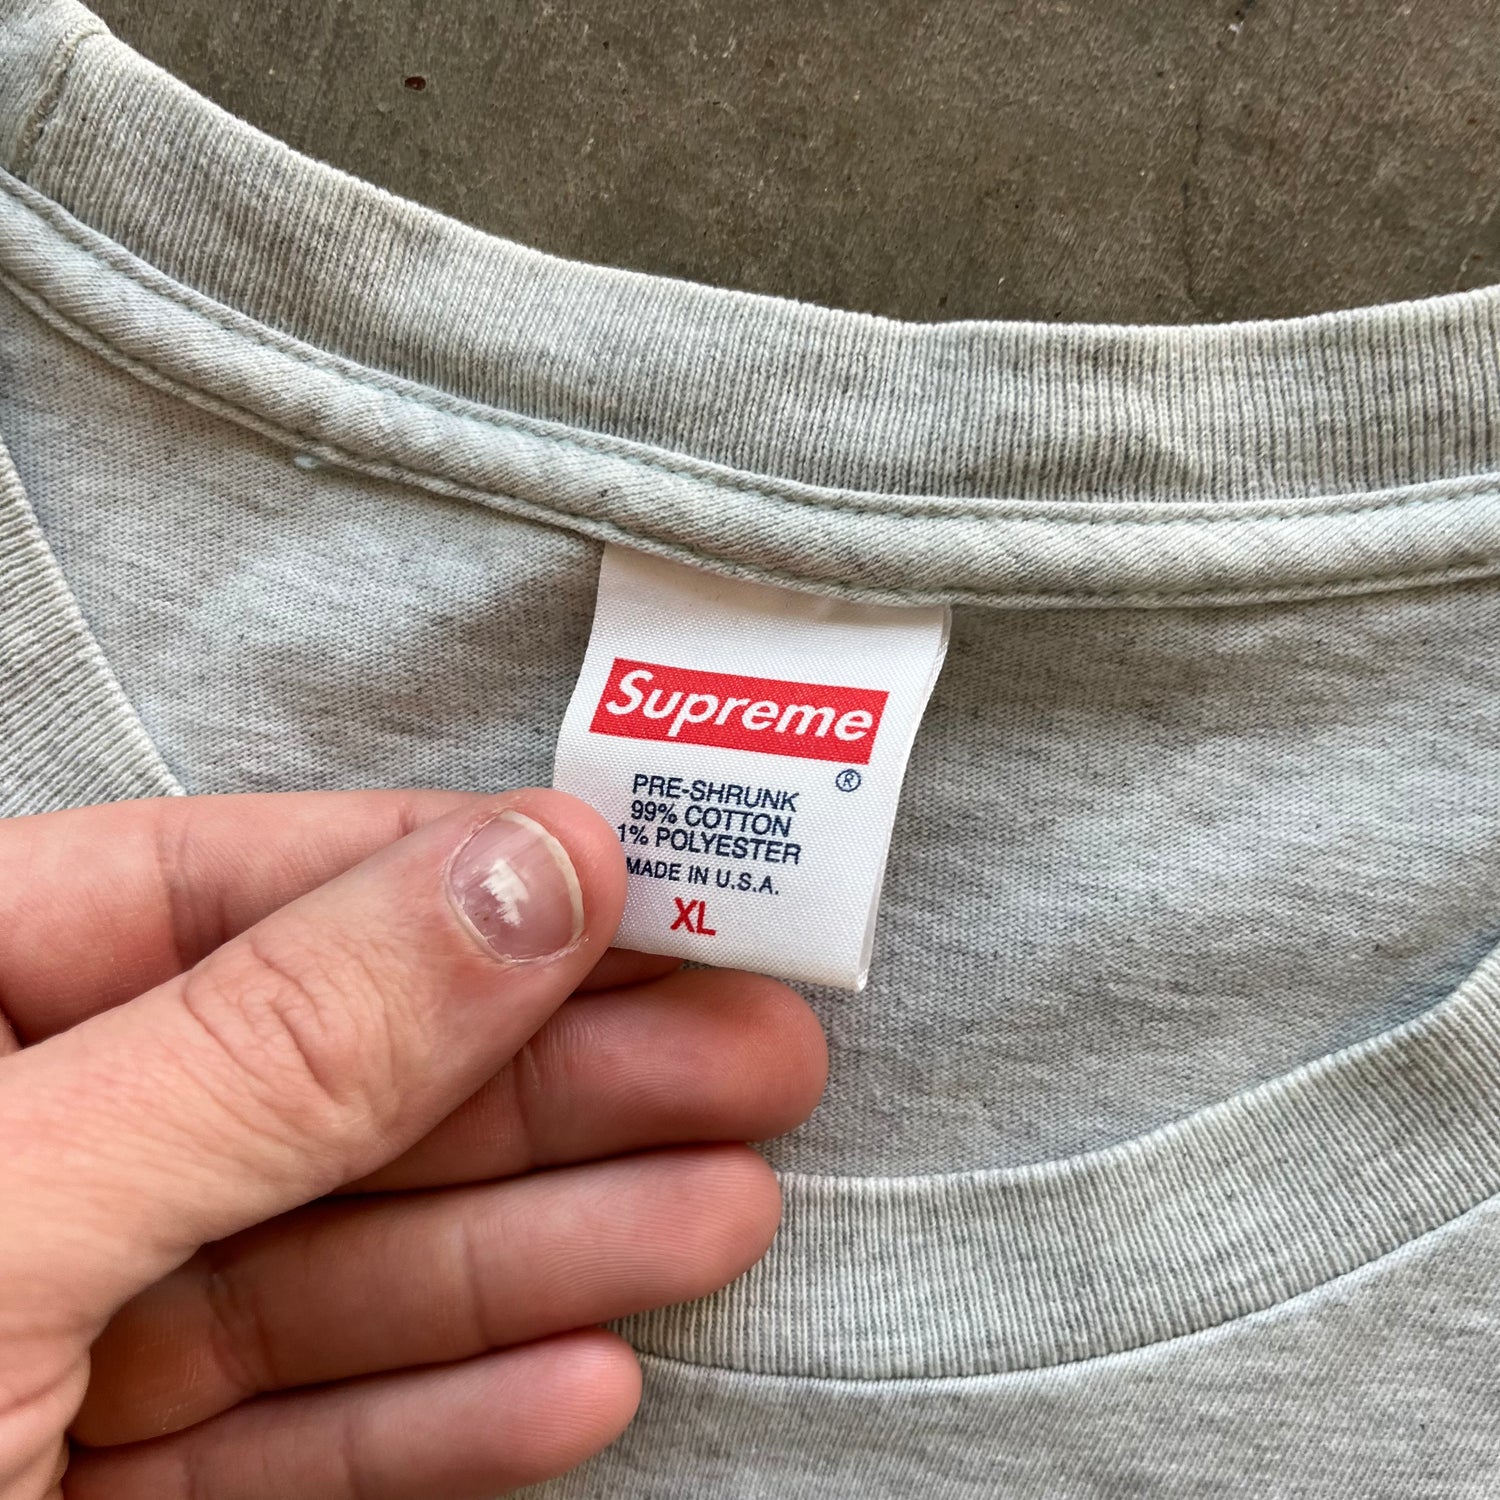 Supreme
®
PRE-SHRUNK
99% COTTON
1% POLYESTER
MADE IN U.S.A.
XL